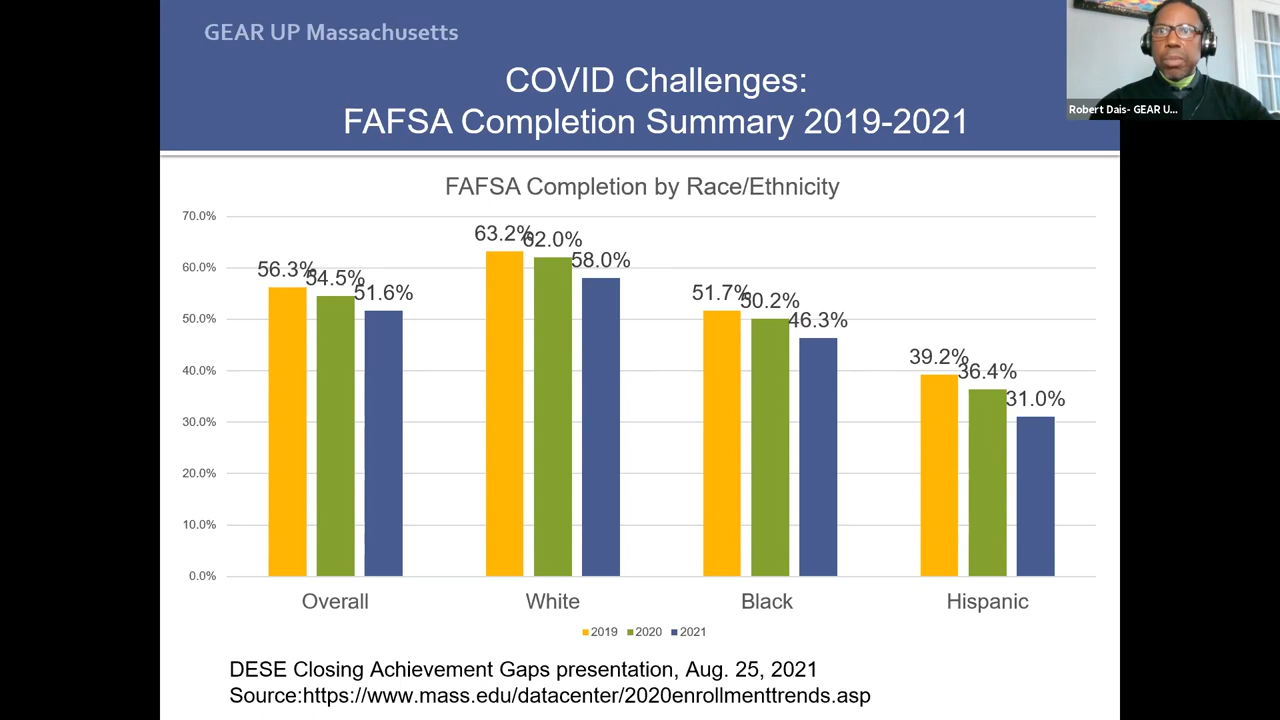 GEAR UP Massachusetts
COVID Challenges:
FAFSA Completion Summary 2019-2021
Robert Dais- GEAR U...
FAFSA Completion by Race/Ethnicity
70.0%
60.0%
50.0%
40.0%
30.0%
20.0%
10.0%
0.0%
56.3%
54.5%
51.6%
63.2%
62.0%
58.0%
51.7%
50.2%
46.3%
39.2%
36.4%
31.0%
Overall
White
Black
Hispanic
2019 2020 2021
DESE Closing Achievement Gaps presentation, Aug. 25, 2021
Source:https://www.mass.edu/datacenter/2020enrollmenttrends.asp